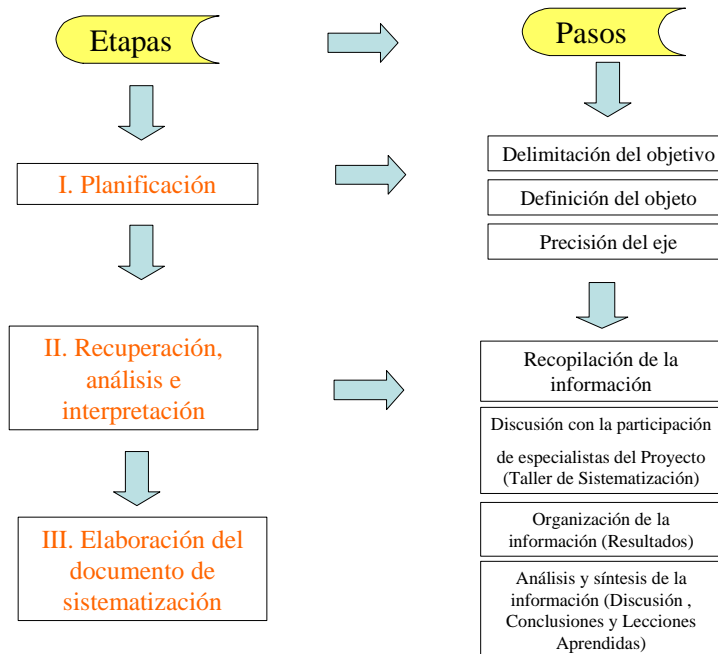 Etapas
Pasos
I. Planificación
Delimitación del objetivo
Definición del objeto
Precisión del eje
II. Recuperación,
análisis e
interpretación
Recopilación de la
información
Discusión con la participación
de especialistas del Proyecto
(Taller de Sistematización)
Organización de la
información (Resultados)
III. Elaboración del
documento de
sistematización
Análisis y síntesis de la
información (Discusión ,
Conclusiones y Lecciones
Aprendidas)